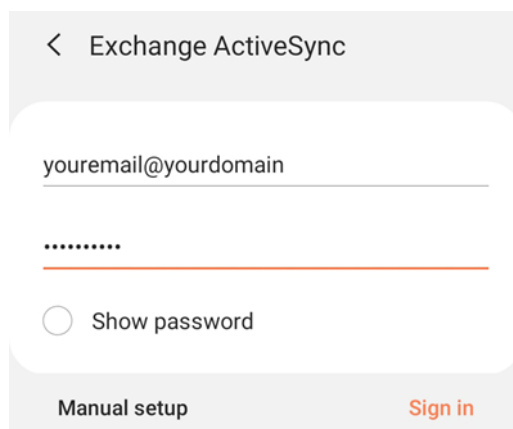 Exchange ActiveSync
youremail@yourdomain
••••••••••
Show password
Manual setup
Sign in